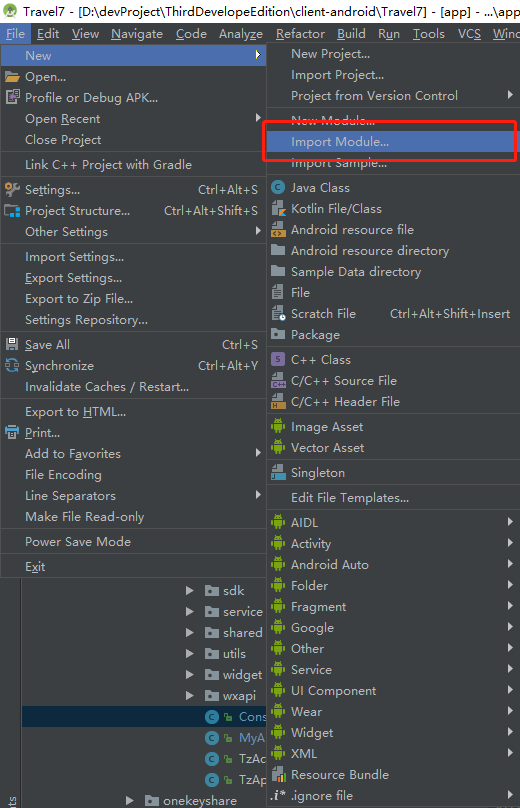 Travel7 - [D:\devProject\ThirdDevelopeEdition\client-android\Travel7] - [app] - ...\app
File Edit View Navigate Code Analyze Refactor Build Run Tools VCS Wind
New
Open...
Profile or Debug APK...
Open Recent
Close Project
Link C++ Project with Gradle
Settings... Ctrl+Alt+S
Project Structure... Ctrl+Alt+Shift+S
Other Settings
Import Settings...
Export Settings...
Export to Zip File...
Settings Repository...
Save All Ctrl+S
Synchronize Ctrl+Alt+Y
Invalidate Caches / Restart...
Export to HTML...
Print...
Add to Favorites
File Encoding
Line Separators
Make File Read-only
Power Save Mode
Exit
New Project...
Import Project...
Project from Version Control
New Module...
Import Module...
Import Sample...
Java Class
Kotlin File/Class
Android resource file
Android resource directory
Sample Data directory
File
Scratch File Ctrl+Alt+Shift+Insert
Package
C++ Class
C/C++ Source File
C/C++ Header File
Image Asset
Vector Asset
Singleton
Edit File Templates...
AIDL
Activity
Android Auto
Folder
Fragment
Google
Other
Service
UI Component
Wear
Widget
XML
Resource Bundle
.ignore file
sdk
service
shared
utils
widget
wxapi
Cons
MyA
TzAc
TzAp
onekeyshare